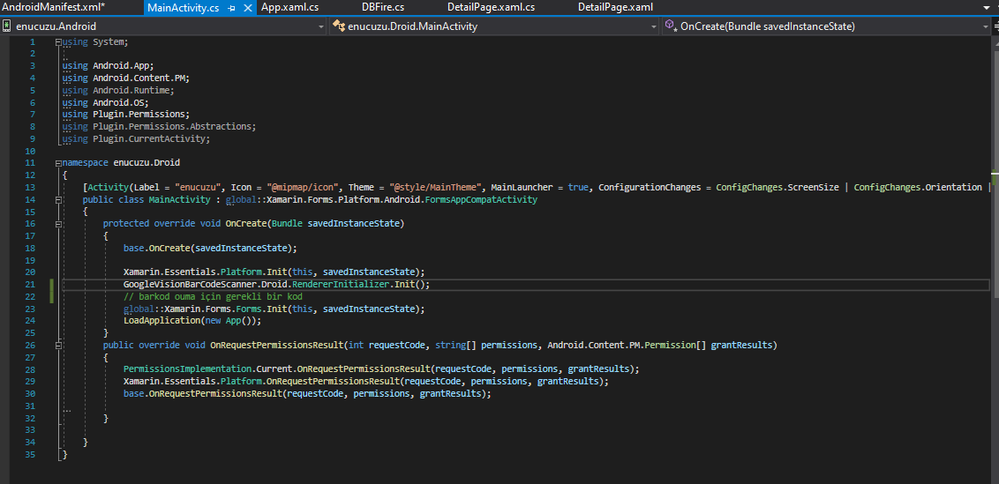 AndroidManifest.xml* MainActivity.cs App.xaml.cs DBFire.cs DetailPage.xaml.cs DetailPage.xaml
enucuzu.Android enucuzu.Droid.MainActivity OnCreate(Bundle savedInstanceState)
1 using System;
2
3 using Android.App;
4 using Android.Content.PM;
5 using Android.Runtime;
6 using Android.OS;
7 using Plugin.Permissions;
8 using Plugin.Permissions.Abstractions;
9 using Plugin.CurrentActivity;
10
11 namespace enucuzu.Droid
12 {
13 [Activity(Label = "enucuzu", Icon = "@mipmap/icon", Theme = "@style/MainTheme", MainLauncher = true, ConfigurationChanges = ConfigChanges.ScreenSize | ConfigChanges.Orientation |
14 public class MainActivity : global::Xamarin.Forms.Platform.Android.FormsAppCompatActivity
15 {
16 protected override void OnCreate(Bundle savedInstanceState)
17 {
18 base.OnCreate(savedInstanceState);
19
20 Xamarin.Essentials.Platform.Init(this, savedInstanceState);
21 GoogleVisionBarCodeScanner.Droid.RendererInitializer.Init();
22 // barkod ouma için gerekli bir kod
23 global::Xamarin.Forms.Forms.Init(this, savedInstanceState);
24 LoadApplication(new App());
25 }
26 public override void OnRequestPermissionsResult(int requestCode, string[] permissions, Android.Content.PM.Permission[] grantResults)
27 {
28 PermissionsImplementation.Current.OnRequestPermissionsResult(requestCode, permissions, grantResults);
29 Xamarin.Essentials.Platform.OnRequestPermissionsResult(requestCode, permissions, grantResults);
30 base.OnRequestPermissionsResult(requestCode, permissions, grantResults);
31
32 }
33
34 }
35 }